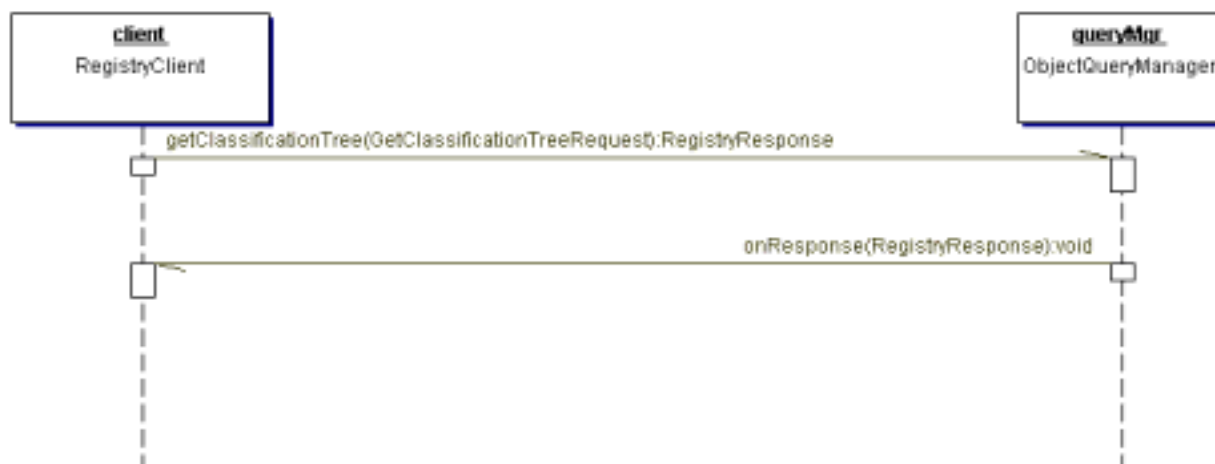 client
RegistryClient
queryMgr
ObjectQueryManager
getClassificationTree(GetClassificationTreeRequest):RegistryResponse
onResponse(RegistryResponse):void